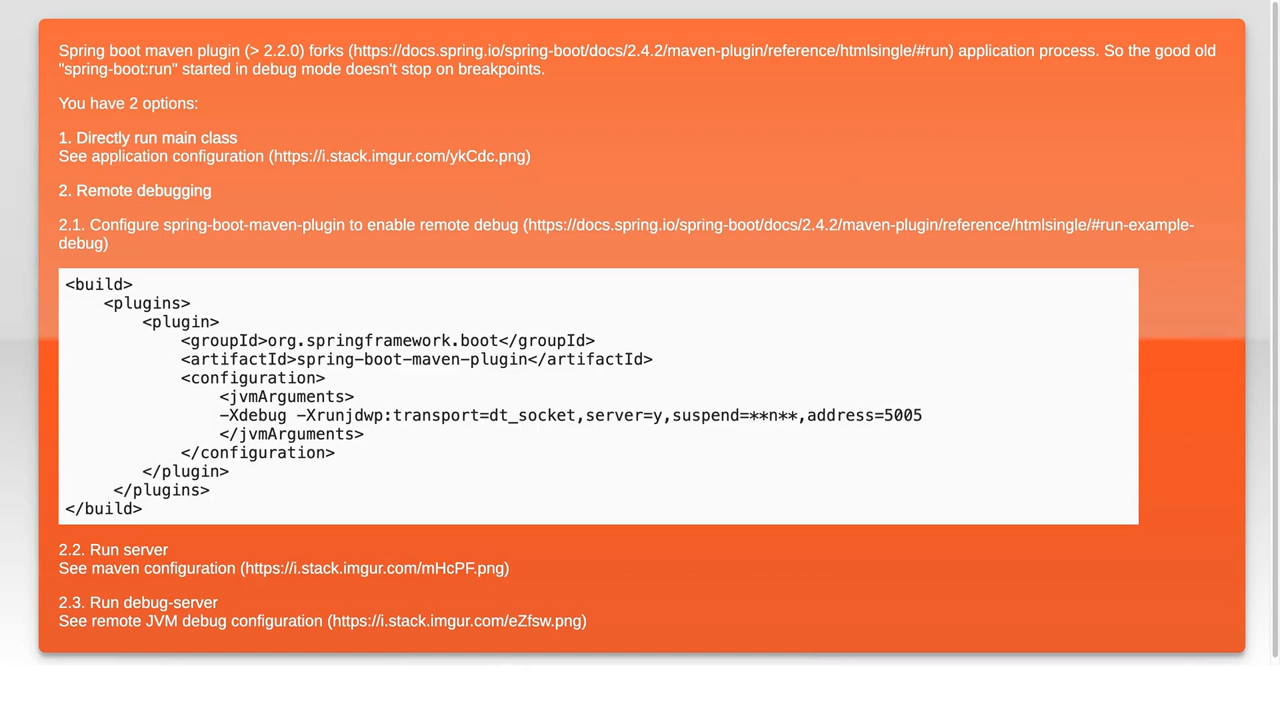 Spring boot maven plugin (> 2.2.0) forks (https://docs.spring.io/spring-boot/docs/2.4.2/maven-plugin/reference/htmlsingle/#run) application process. So the good old
"spring-boot:run" started in debug mode doesn't stop on breakpoints.
You have 2 options:
1. Directly run main class
See application configuration (https://i.stack.imgur.com/ykCdc.png)
2. Remote debugging
2.1. Configure spring-boot-maven-plugin to enable remote debug (https://docs.spring.io/spring-boot/docs/2.4.2/maven-plugin/reference/htmlsingle/#run-example-
debug)
<build>
    <plugins>
        <plugin>
            <groupId>org.springframework.boot</groupId>
            <artifactId>spring-boot-maven-plugin</artifactId>
            <configuration>
                <jvmArguments>
                -Xdebug -Xrunjdwp:transport=dt_socket,server=y,suspend=**n**,address=5005
                </jvmArguments>
            </configuration>
        </plugin>
     </plugins>
</build>
2.2. Run server
See maven configuration (https://i.stack.imgur.com/mHcPF.png)
2.3. Run debug-server
See remote JVM debug configuration (https://i.stack.imgur.com/eZfsw.png)